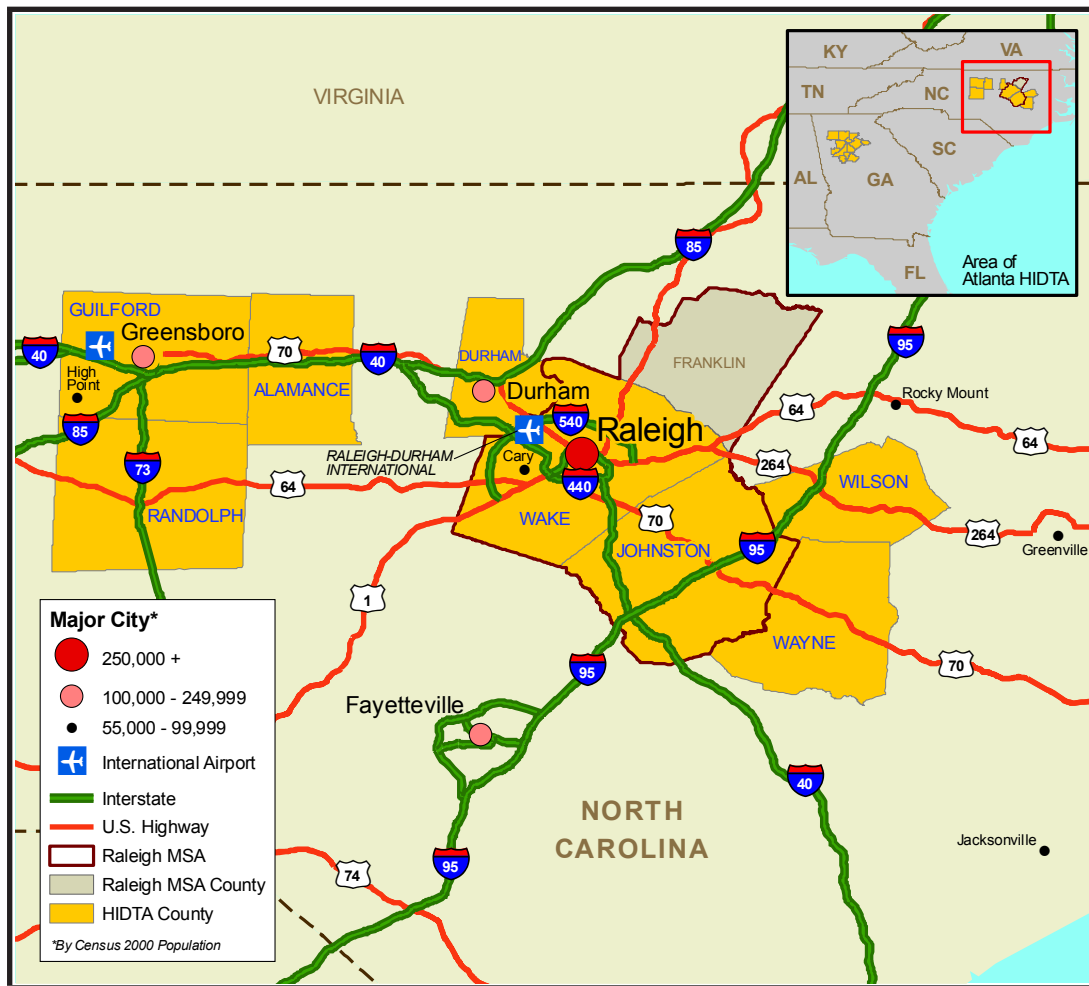 VIRGINIA
KY
VA
TN
NC
SC
AL
GA
FL
Area of
Atlanta HIDTA
85
95
GUILFORD
Greensboro
40
70
40
High
Point
ALAMANCE
85
73
64
RANDOLPH
DURHAM
Durham
FRANKLIN
540
Raleigh
RALEIGH-DURHAM
INTERNATIONAL
Cary
440
WAKE
70
JOHNSTON
64
Rocky Mount
64
264
WILSON
264
Greenville
95
1
WAYNE
70
95
Fayetteville
40
NORTH
CAROLINA
Jacksonville
95
74
Major City*
250,000 +
100,000 - 249,999
55,000 - 99,999
International Airport
Interstate
U.S. Highway
Raleigh MSA
Raleigh MSA County
HIDTA County
*By Census 2000 Population